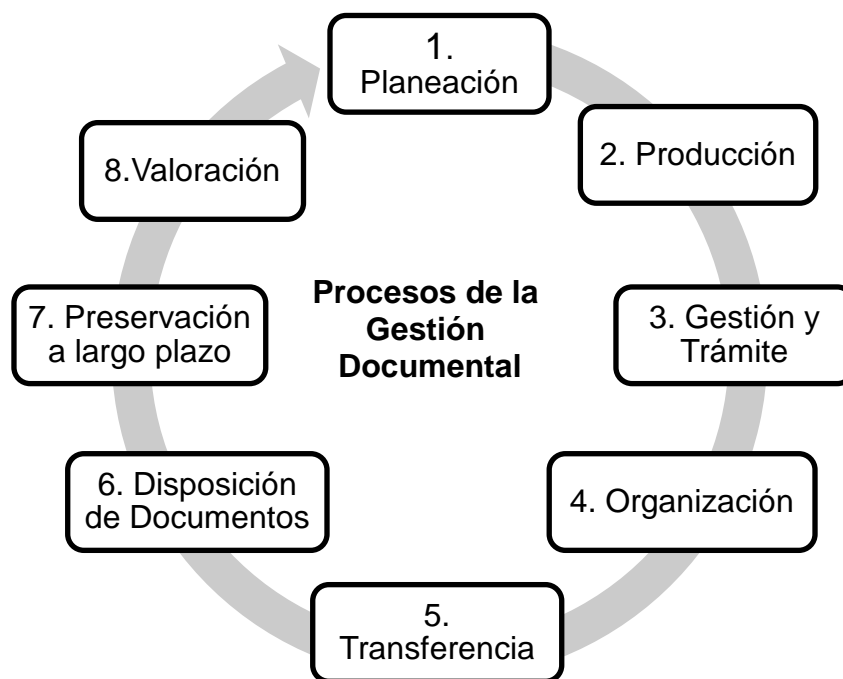 1.
Planeación
2. Producción
3. Gestión y
Trámite
4. Organización
5.
Transferencia
6. Disposición
de Documentos
7. Preservación
a largo plazo
8.Valoración
Procesos de la
Gestión
Documental